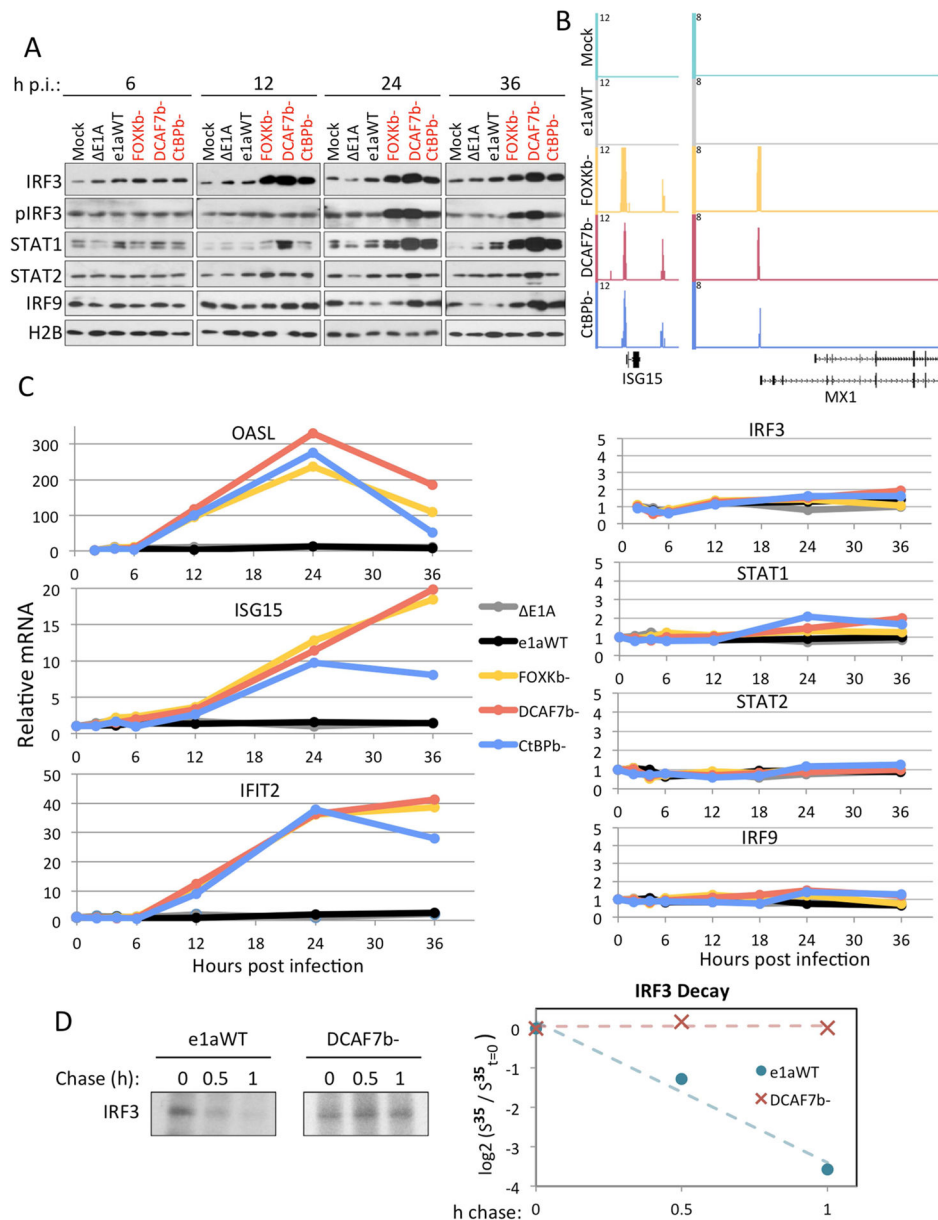 A
h p.i.: 6 12 24 36
Mock ΔE1A e1aWT FOXKb- DCAF7b- CtBPb- Mock ΔE1A e1aWT FOXKb- DCAF7b- CtBPb- Mock ΔE1A e1aWT FOXKb- DCAF7b- CtBPb- Mock ΔE1A e1aWT FOXKb- DCAF7b- CtBPb-
IRF3
pIRF3
STAT1
STAT2
IRF9
H2B
B
Mock 12 8
e1aWT 12 8
FOXKb- 12 8
DCAF7b- 12 8
CtBPb- 12 8
ISG15
MX1
C
Relative mRNA
OASL
300
200
100
0
0 6 12 18 24 30 36
ISG15
20
15
10
5
0
0 6 12 18 24 30 36
IFIT2
50
40
30
20
10
0
0 6 12 18 24 30 36
Hours post infection
ΔE1A
e1aWT
FOXKb-
DCAF7b-
CtBPb-
IRF3
5
4
3
2
1
0
0 6 12 18 24 30 36
STAT1
5
4
3
2
1
0
0 6 12 18 24 30 36
STAT2
5
4
3
2
1
0
0 6 12 18 24 30 36
IRF9
5
4
3
2
1
0
0 6 12 18 24 30 36
Hours post infection
D
e1aWT DCAF7b-
Chase (h): 0 0.5 1 0 0.5 1
IRF3
IRF3 Decay
log2 (S35 / S35 t=0)
0
-1
-2
-3
-4
e1aWT
DCAF7b-
h chase: 0 0.5 1